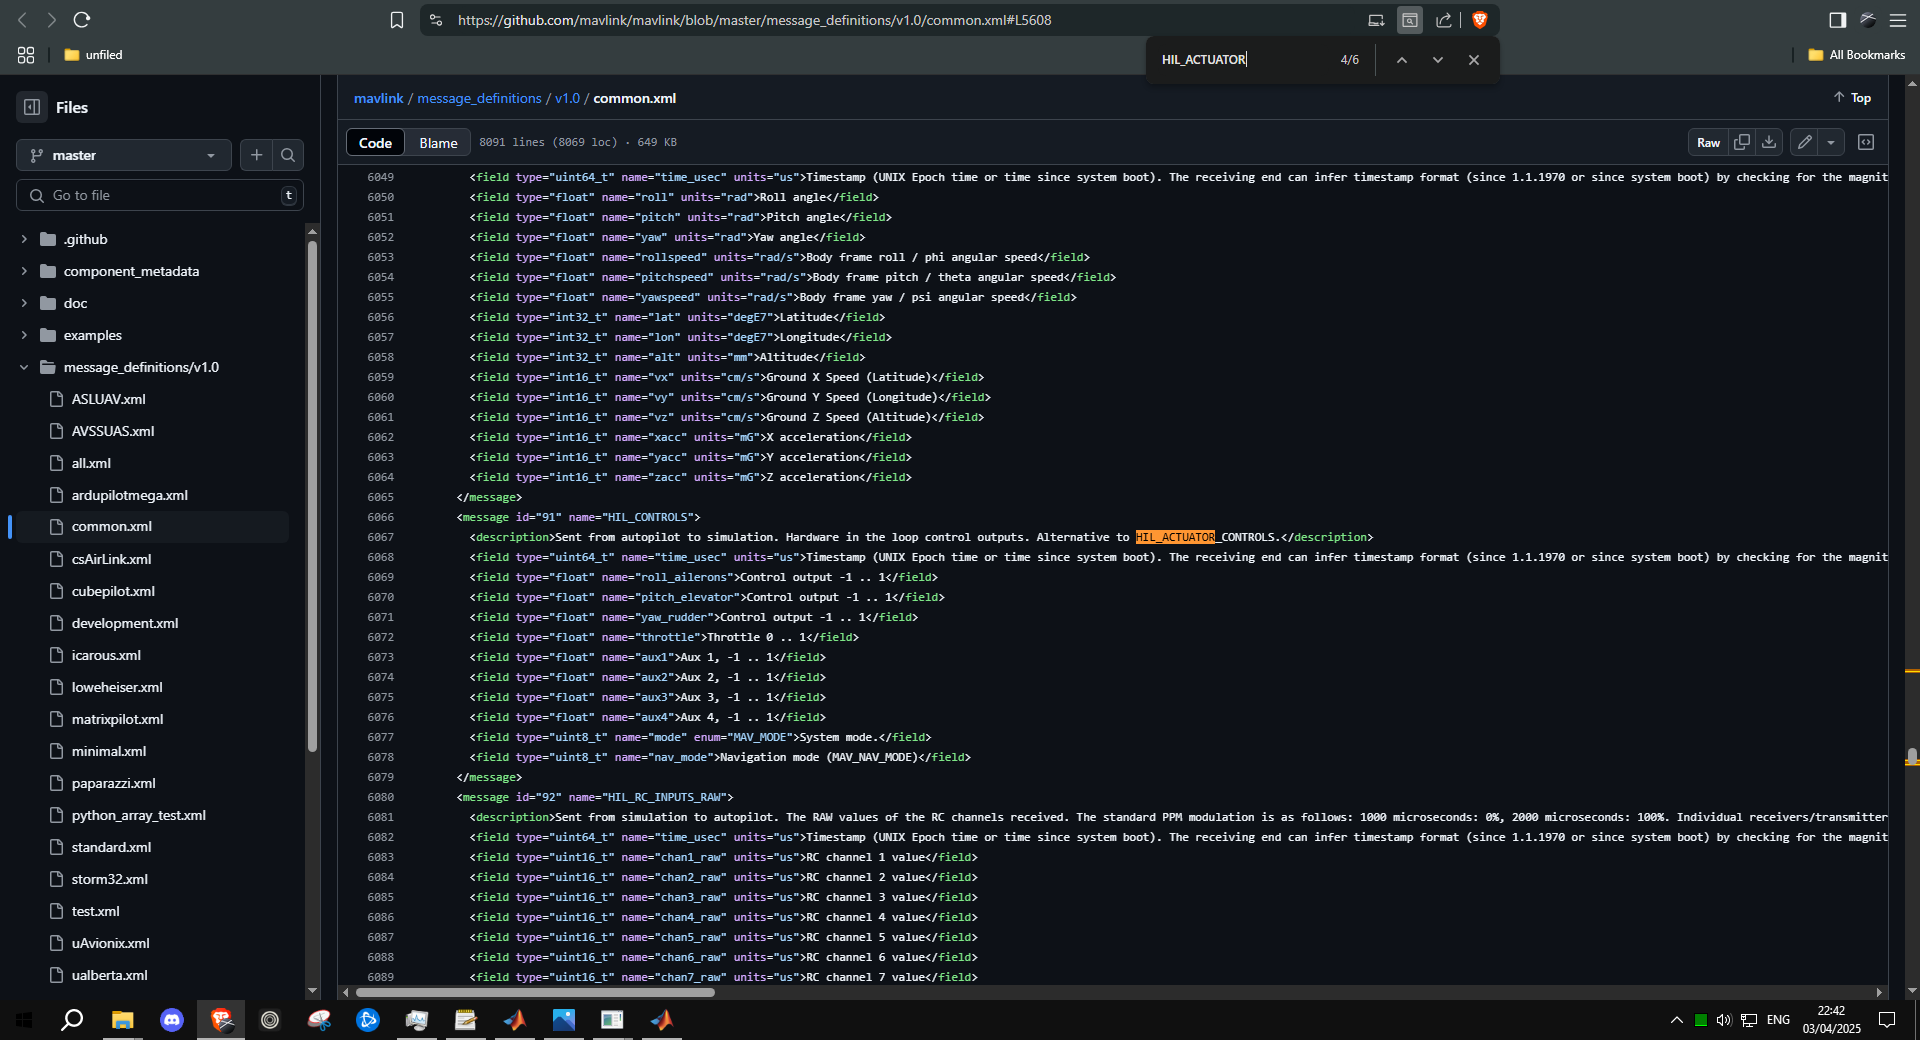 https://github.com/mavlink/mavlink/blob/master/message_definitions/v1.0/common.xml#L5608
unfiled
All Bookmarks
HIL_ACTUATOR 4/6
Files
master
Go to file t
.github
component_metadata
doc
examples
message_definitions/v1.0
ASLUAV.xml
AVSSUAS.xml
all.xml
ardupilotmega.xml
common.xml
csAirLink.xml
cubepilot.xml
development.xml
icarous.xml
loweheiser.xml
matrixpilot.xml
minimal.xml
paparazzi.xml
python_array_test.xml
standard.xml
storm32.xml
test.xml
uAvionix.xml
ualberta.xml
mavlink / message_definitions / v1.0 / common.xml
Top
Code Blame 8091 lines (8069 loc) · 649 KB
Raw
6049 <field type="uint64_t" name="time_usec" units="us">Timestamp (UNIX Epoch time or time since system boot). The receiving end can infer timestamp format (since 1.1.1970 or since system boot) by checking for the magnit
6050 <field type="float" name="roll" units="rad">Roll angle</field>
6051 <field type="float" name="pitch" units="rad">Pitch angle</field>
6052 <field type="float" name="yaw" units="rad">Yaw angle</field>
6053 <field type="float" name="rollspeed" units="rad/s">Body frame roll / phi angular speed</field>
6054 <field type="float" name="pitchspeed" units="rad/s">Body frame pitch / theta angular speed</field>
6055 <field type="float" name="yawspeed" units="rad/s">Body frame yaw / psi angular speed</field>
6056 <field type="int32_t" name="lat" units="degE7">Latitude</field>
6057 <field type="int32_t" name="lon" units="degE7">Longitude</field>
6058 <field type="int32_t" name="alt" units="mm">Altitude</field>
6059 <field type="int16_t" name="vx" units="cm/s">Ground X Speed (Latitude)</field>
6060 <field type="int16_t" name="vy" units="cm/s">Ground Y Speed (Longitude)</field>
6061 <field type="int16_t" name="vz" units="cm/s">Ground Z Speed (Altitude)</field>
6062 <field type="int16_t" name="xacc" units="mG">X acceleration</field>
6063 <field type="int16_t" name="yacc" units="mG">Y acceleration</field>
6064 <field type="int16_t" name="zacc" units="mG">Z acceleration</field>
6065 </message>
6066 <message id="91" name="HIL_CONTROLS">
6067 <description>Sent from autopilot to simulation. Hardware in the loop control outputs. Alternative to HIL_ACTUATOR_CONTROLS.</description>
6068 <field type="uint64_t" name="time_usec" units="us">Timestamp (UNIX Epoch time or time since system boot). The receiving end can infer timestamp format (since 1.1.1970 or since system boot) by checking for the magnit
6069 <field type="float" name="roll_ailerons">Control output -1 .. 1</field>
6070 <field type="float" name="pitch_elevator">Control output -1 .. 1</field>
6071 <field type="float" name="yaw_rudder">Control output -1 .. 1</field>
6072 <field type="float" name="throttle">Throttle 0 .. 1</field>
6073 <field type="float" name="aux1">Aux 1, -1 .. 1</field>
6074 <field type="float" name="aux2">Aux 2, -1 .. 1</field>
6075 <field type="float" name="aux3">Aux 3, -1 .. 1</field>
6076 <field type="float" name="aux4">Aux 4, -1 .. 1</field>
6077 <field type="uint8_t" name="mode" enum="MAV_MODE">System mode.</field>
6078 <field type="uint8_t" name="nav_mode">Navigation mode (MAV_NAV_MODE)</field>
6079 </message>
6080 <message id="92" name="HIL_RC_INPUTS_RAW">
6081 <description>Sent from simulation to autopilot. The RAW values of the RC channels received. The standard PPM modulation is as follows: 1000 microseconds: 0%, 2000 microseconds: 100%. Individual receivers/transmitter
6082 <field type="uint64_t" name="time_usec" units="us">Timestamp (UNIX Epoch time or time since system boot). The receiving end can infer timestamp format (since 1.1.1970 or since system boot) by checking for the magnit
6083 <field type="uint16_t" name="chan1_raw" units="us">RC channel 1 value</field>
6084 <field type="uint16_t" name="chan2_raw" units="us">RC channel 2 value</field>
6085 <field type="uint16_t" name="chan3_raw" units="us">RC channel 3 value</field>
6086 <field type="uint16_t" name="chan4_raw" units="us">RC channel 4 value</field>
6087 <field type="uint16_t" name="chan5_raw" units="us">RC channel 5 value</field>
6088 <field type="uint16_t" name="chan6_raw" units="us">RC channel 6 value</field>
6089 <field type="uint16_t" name="chan7_raw" units="us">RC channel 7 value</field>
ENG
22:42
03/04/2025